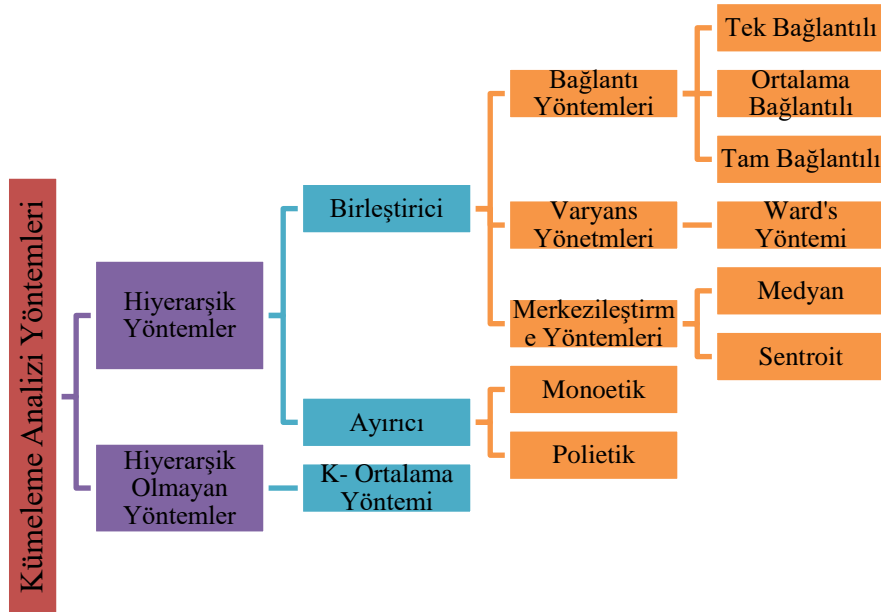 Kümeleme Analizi Yöntemleri
Hiyerarşik
Yöntemler
Birleştirici
Bağlantı
Yöntemleri
Tek Bağlantılı
Ortalama
Bağlantılı
Tam Bağlantılı
Varyans
Yönetmleri
Ward's
Yöntemi
Merkezileştirm
e Yöntemleri
Medyan
Sentroit
Ayırıcı
Monoetik
Polietik
Hiyerarşik
Olmayan
Yöntemler
K- Ortalama
Yöntemi